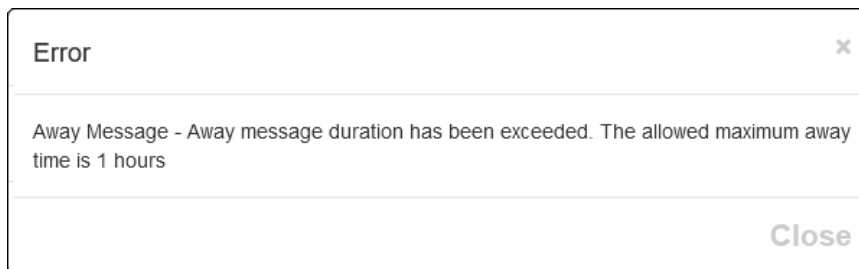 Error
×
Away Message - Away message duration has been exceeded. The allowed maximum away
time is 1 hours
Close